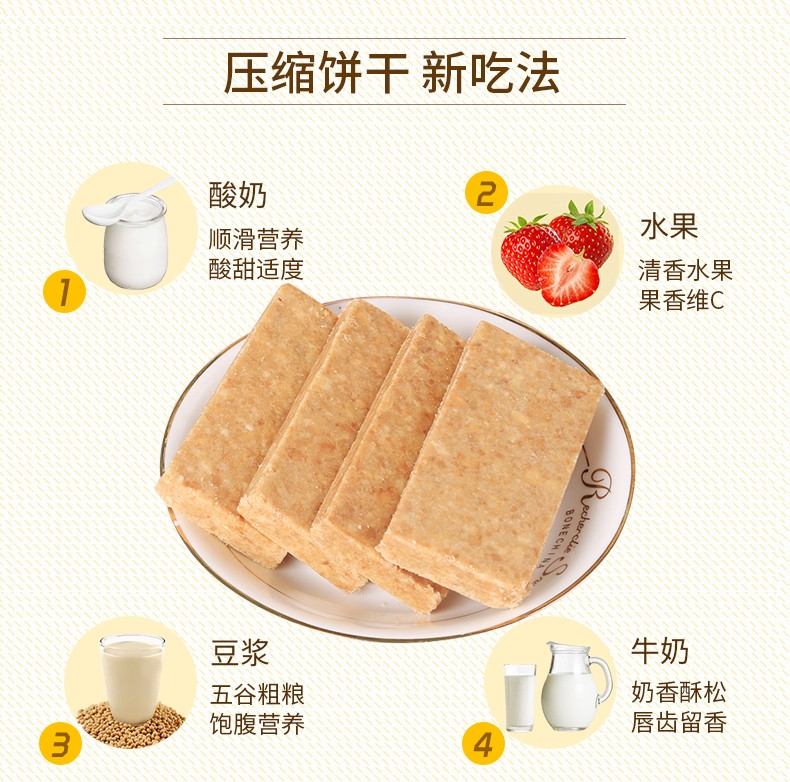 压缩饼干 新吃法
1
酸奶
顺滑营养
酸甜适度
2
水果
清香水果
果香维C
Recherche
BONECHINA
3
豆浆
五谷粗粮
饱腹营养
4
牛奶
奶香酥松
唇齿留香